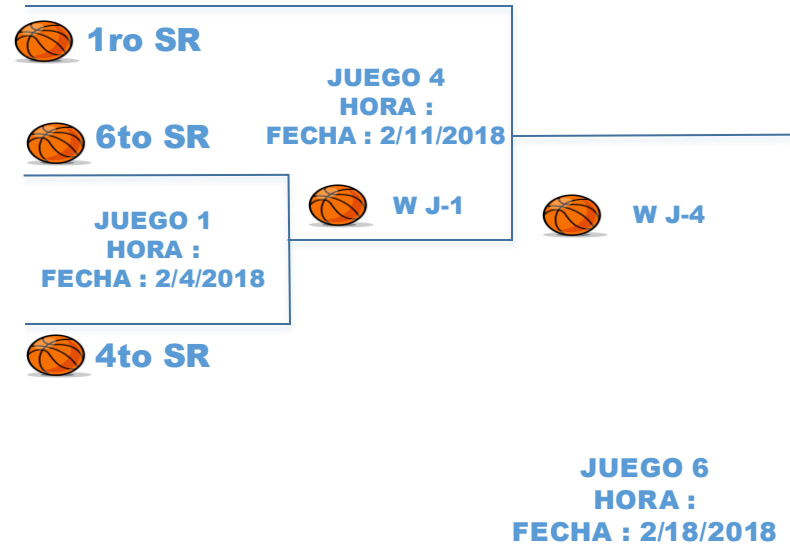 1ro SR
JUEGO 4
HORA :
FECHA : 2/11/2018
6to SR
W J-1
W J-4
JUEGO 1
HORA :
FECHA : 2/4/2018
4to SR
JUEGO 6
HORA :
FECHA : 2/18/2018